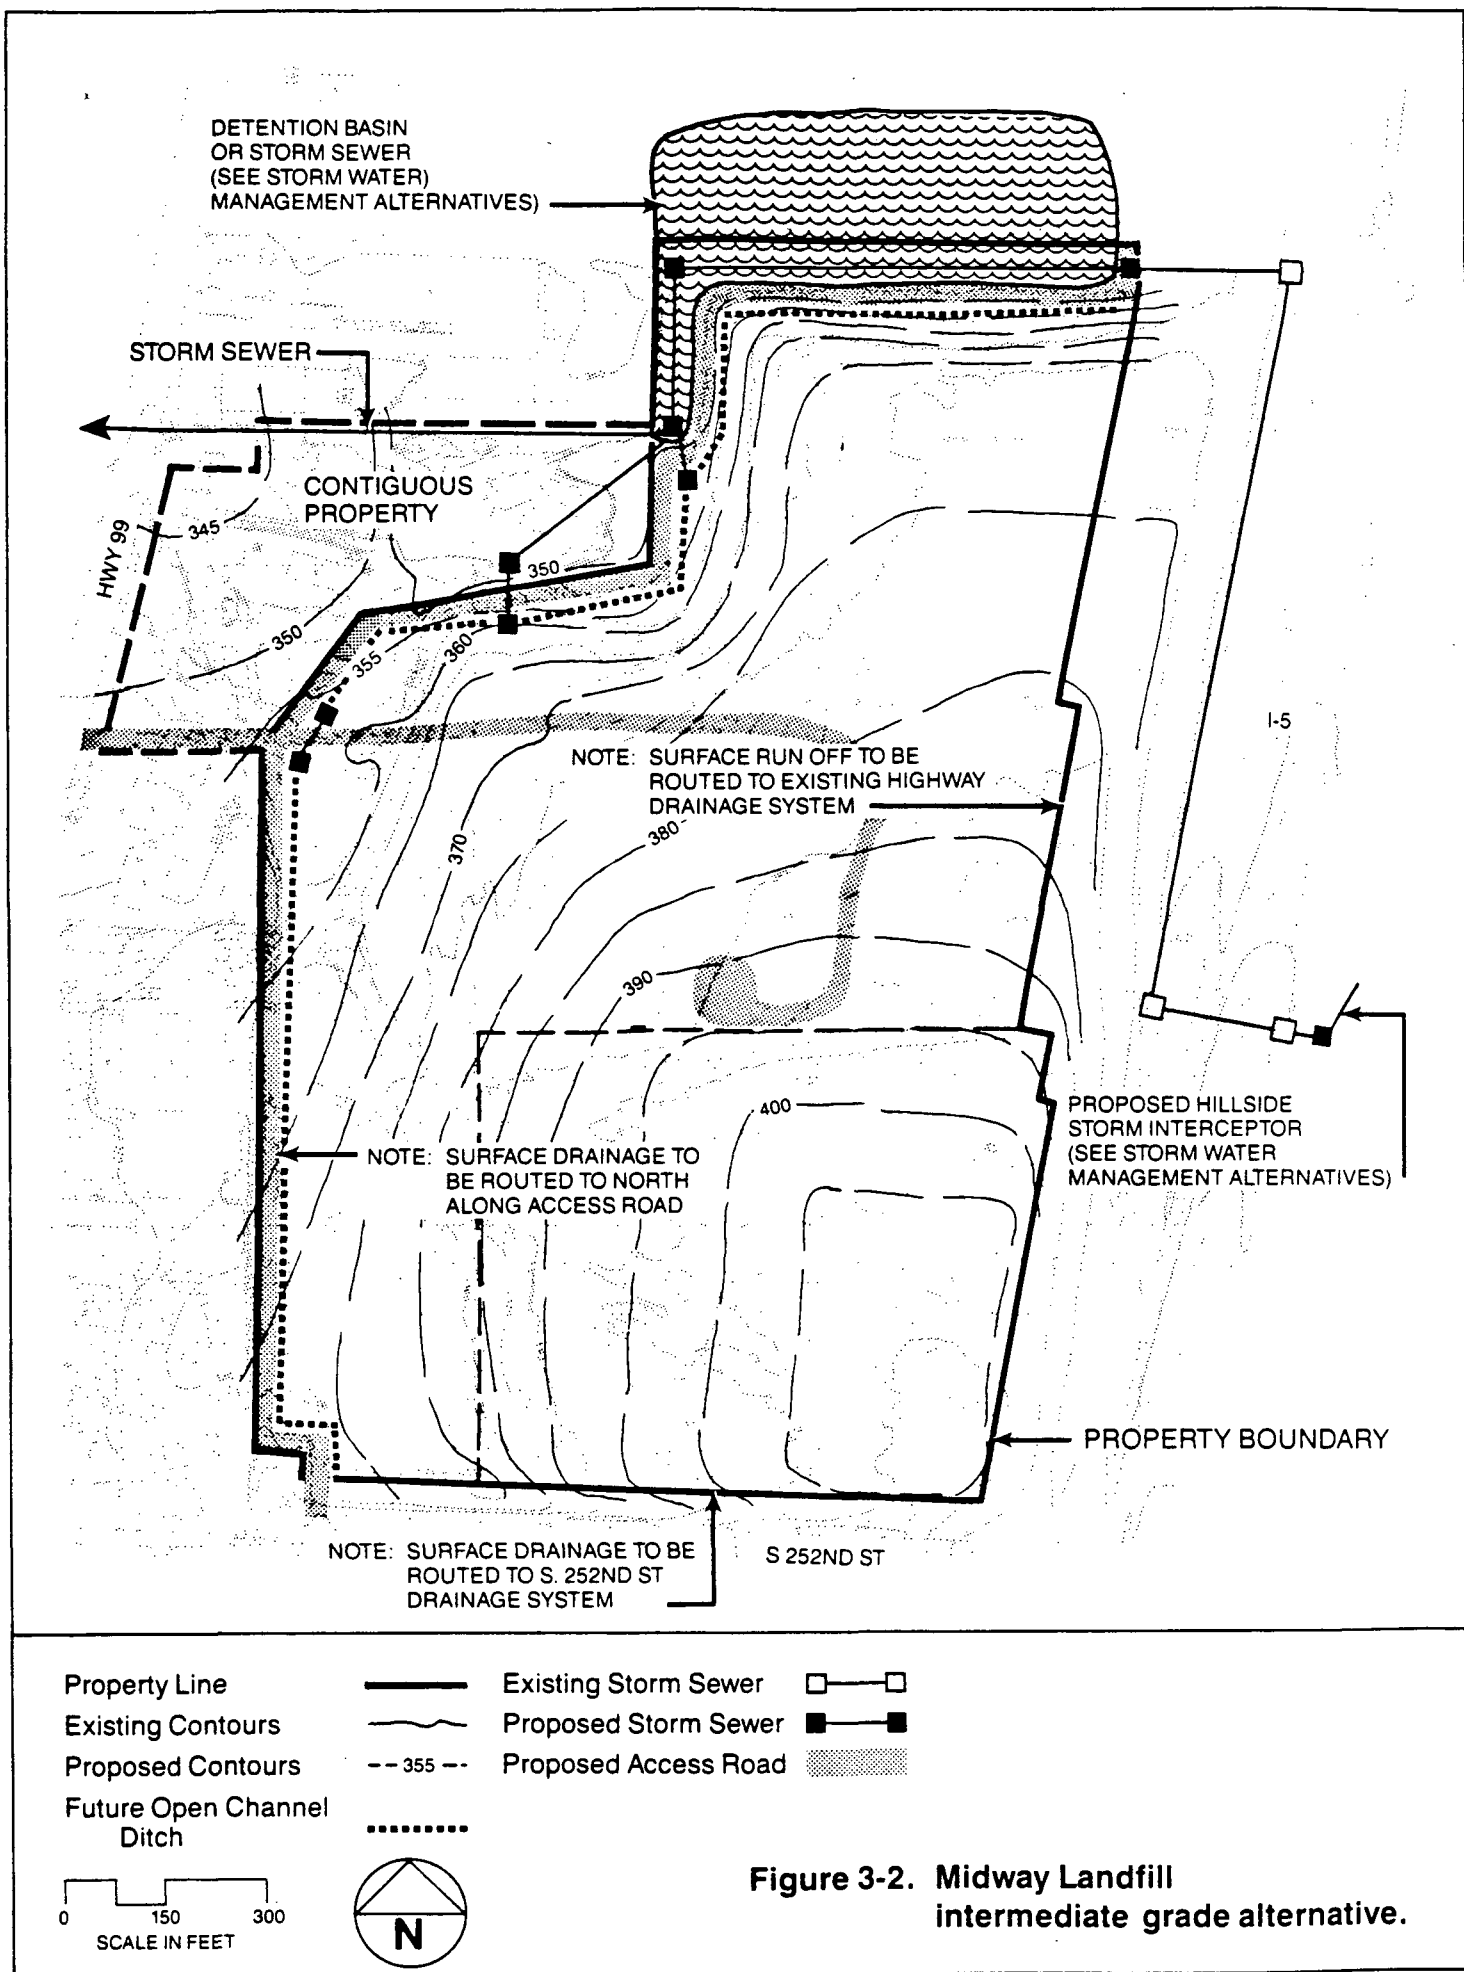 DETENTION BASIN
OR STORM SEWER
(SEE STORM WATER)
MANAGEMENT ALTERNATIVES)
STORM SEWER
CONTIGUOUS
PROPERTY
HWY 99
345
350
350
355
360
I-5
NOTE: SURFACE RUN OFF TO BE
ROUTED TO EXISTING HIGHWAY
DRAINAGE SYSTEM
370
380
390
400
PROPOSED HILLSIDE
STORM INTERCEPTOR
(SEE STORM WATER
MANAGEMENT ALTERNATIVES)
NOTE: SURFACE DRAINAGE TO
BE ROUTED TO NORTH
ALONG ACCESS ROAD
PROPERTY BOUNDARY
NOTE: SURFACE DRAINAGE TO BE
ROUTED TO S. 252ND ST
DRAINAGE SYSTEM
S 252ND ST
Property Line
Existing Contours
Proposed Contours
355
Future Open Channel
Ditch
Existing Storm Sewer
Proposed Storm Sewer
Proposed Access Road
0 150 300
SCALE IN FEET
N
Figure 3-2. Midway Landfill
intermediate grade alternative.